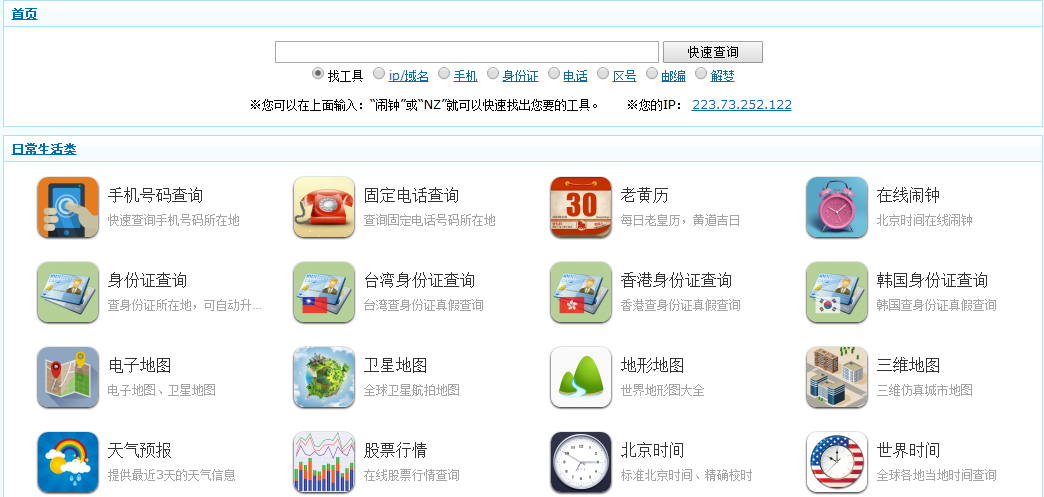 首页
快速查询
找工具 ip/域名 手机 身份证 电话 区号 邮编 解梦
※您可以在上面输入：“闹钟”或“NZ”就可以快速找出您要的工具。 ※您的IP： 223.73.252.122
日常生活类
手机号码查询 固定电话查询 老黄历 在线闹钟
快速查询手机号码所在地 查询固定电话号码所在地 每日老皇历，黄道吉日 北京时间在线闹钟
30
身份证查询 台湾身份证查询 香港身份证查询 韩国身份证查询
查身份证所在地，可自动升... 台湾查身份证真假查询 香港查身份证真假查询 韩国查身份证真假查询
电子地图 卫星地图 地形地图 三维地图
电子地图、卫星地图 全球卫星航拍地图 世界地形图大全 三维仿真城市地图
天气预报 股票行情 北京时间 世界时间
提供最近3天的天气信息 在线股票行情查询 标准北京时间、精确校时 全球各地当地时间查询